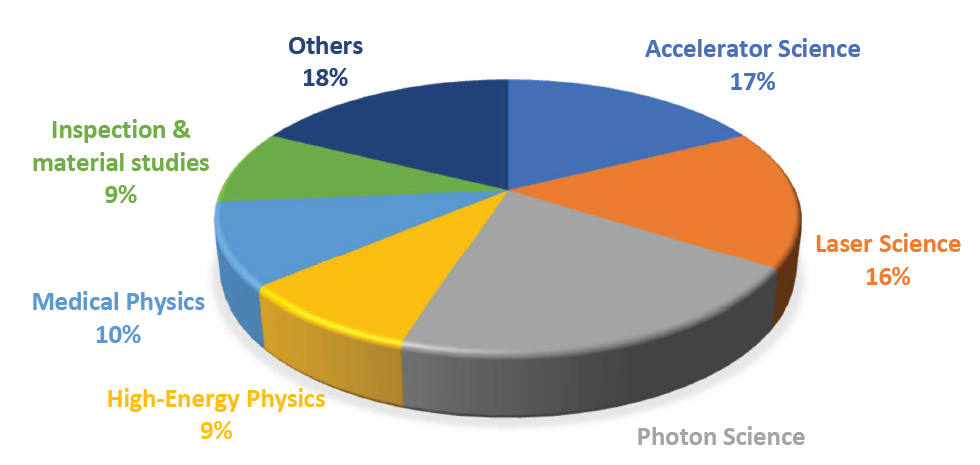 Others
18%
Accelerator Science
17%
Inspection &
material studies
9%
Laser Science
16%
Medical Physics
10%
High-Energy Physics
9%
Photon Science